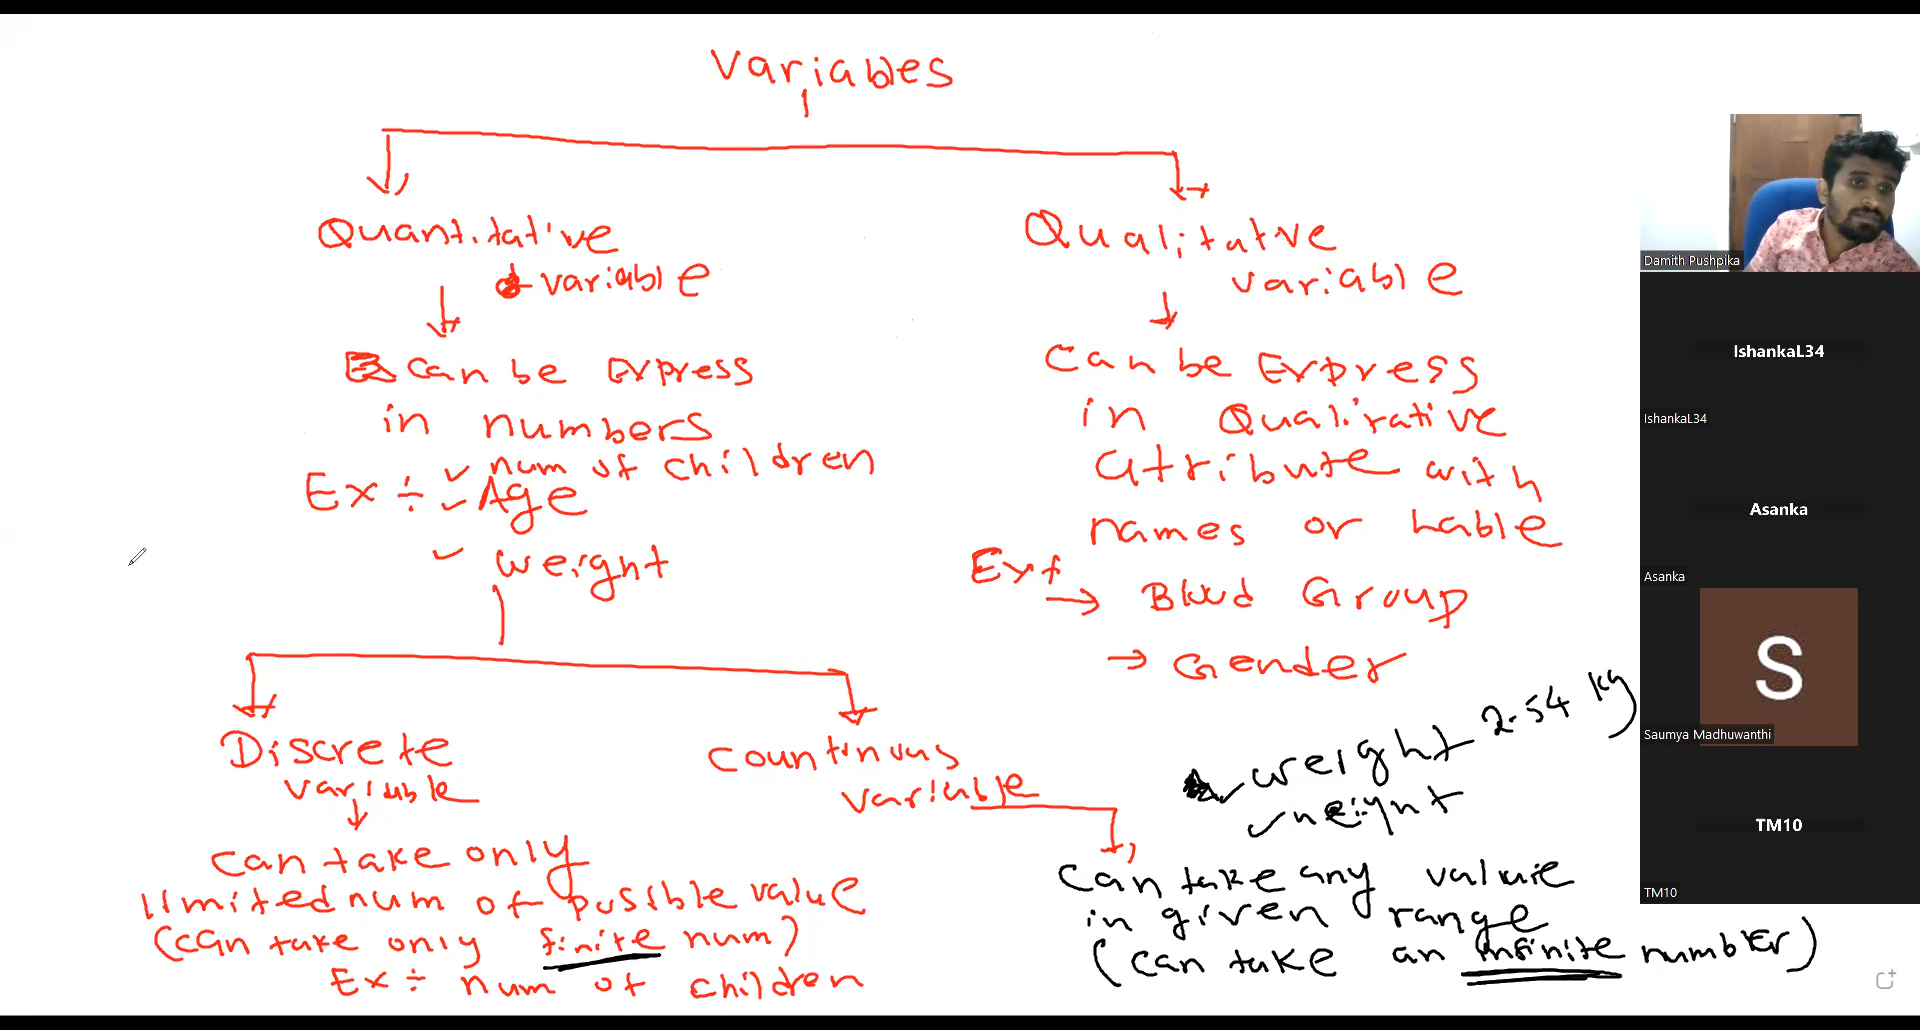 Variables
Quantitative
variable
Can be Express
in numbers
Ex ÷ ✓ num of children
✓ Age
✓ weight
Discrete
variable
can take only
limited num of possible value
(can take only finite num)
Ex ÷ num of children
Countinuous
variable
Qualitative
variable
Can be Express
in Qualitative
attribute with
names or lable
Ex
→ Blood Group
→ Gender
✓ weight 2.54 kg
✓ height
Can take any value
in given range
(can take an infinite number)
Damith Pushpika
IshankaL34
IshankaL34
Asanka
Asanka
S
Saumya Madhuwanthi
TM10
TM10